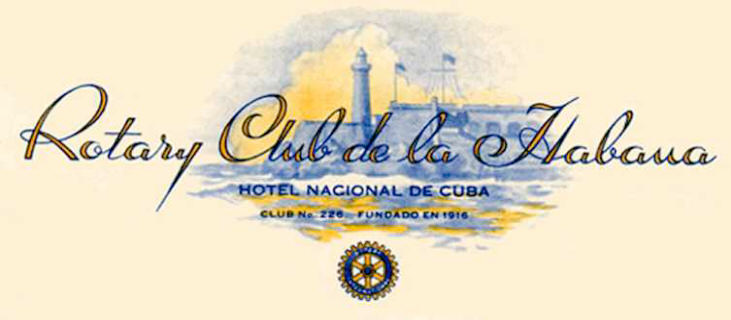 Rotary Club de la Habana
HOTEL NACIONAL DE CUBA
CLUB No. 226 FUNDADO EN 1916